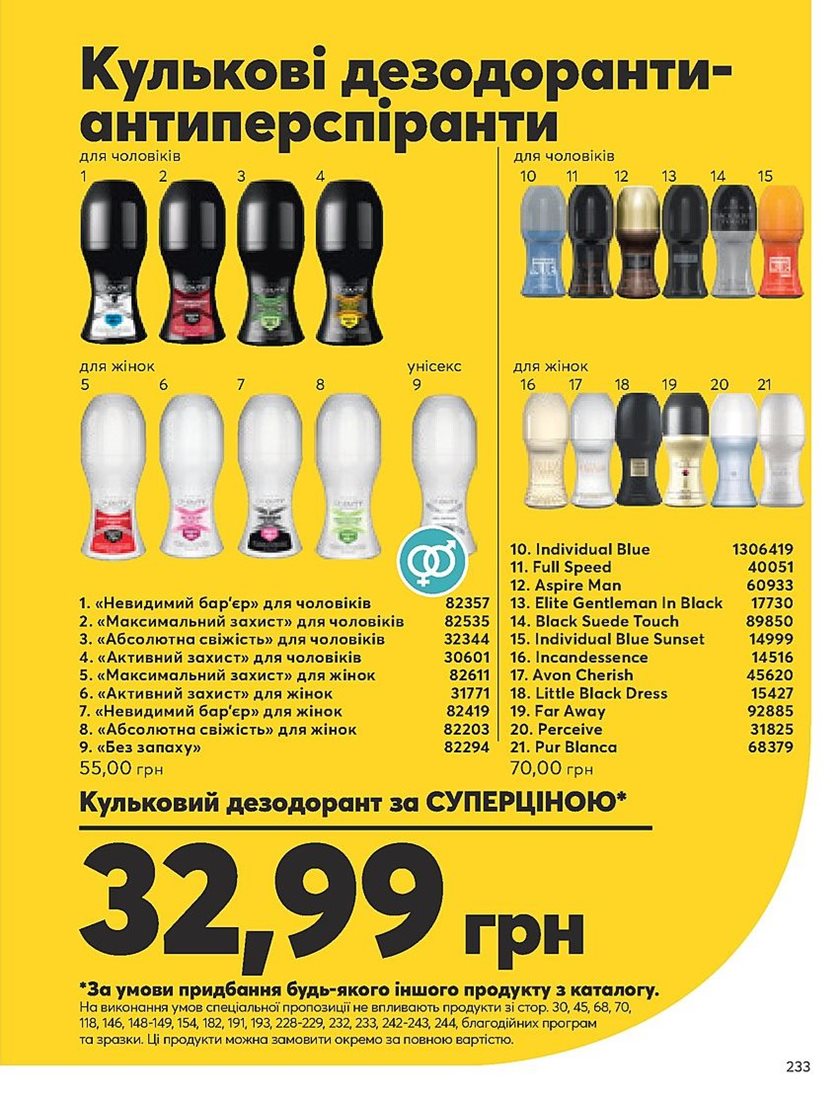 Кулькові дезодоранти-
антиперспіранти
для чоловіків
1 2 3 4
для жінок
унісекс
5 6 7 8 9
для чоловіків
10 11 12 13 14 15
для жінок
16 17 18 19 20 21
1. «Невидимий бар’єр» для чоловіків 82357
2. «Максимальний захист» для чоловіків 82535
3. «Абсолютна свіжість» для чоловіків 32344
4. «Активний захист» для чоловіків 30601
5. «Максимальний захист» для жінок 82611
6. «Активний захист» для жінок 31771
7. «Невидимий бар’єр» для жінок 82419
8. «Абсолютна свіжість» для жінок 82203
9. «Без запаху» 82294
55,00 грн
10. Individual Blue 1306419
11. Full Speed 40051
12. Aspire Man 60933
13. Elite Gentleman In Black 17730
14. Black Suede Touch 89850
15. Individual Blue Sunset 14999
16. Incandessence 14516
17. Avon Cherish 45620
18. Little Black Dress 15427
19. Far Away 92885
20. Perceive 31825
21. Pur Blanca 68379
70,00 грн
Кульковий дезодорант за СУПЕРЦІНОЮ*
32,99 грн
*За умови придбання будь-якого іншого продукту з каталогу.
На виконання умов спеціальної пропозиції не впливають продукти зі стор. 30, 45, 68, 70,
118, 146, 148-149, 154, 182, 191, 193, 228-229, 232, 233, 242-243, 244, благодійних програм
та зразки. Ці продукти можна замовити окремо за повною вартістю.
233